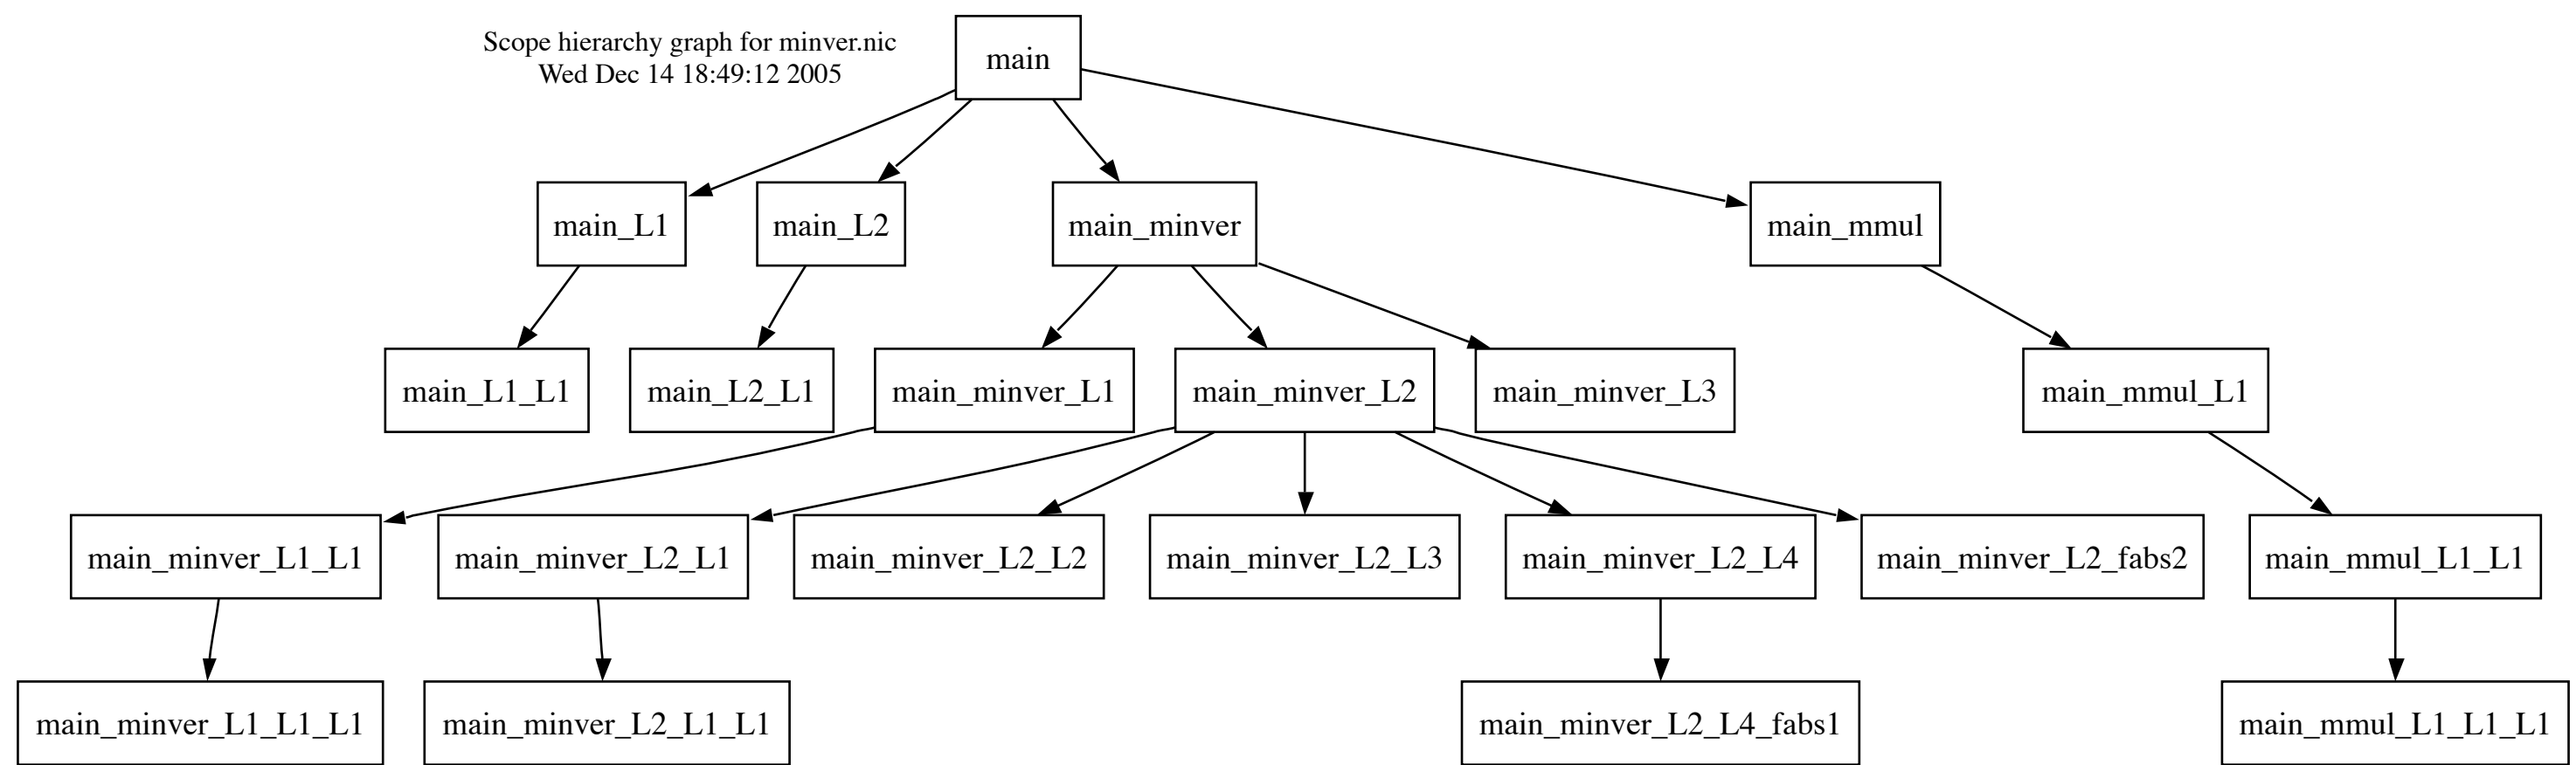 Scope hierarchy graph for minver.nic
Wed Dec 14 18:49:12 2005
main
main_L1
main_L2
main_minver
main_mmul
main_L1_L1
main_L2_L1
main_minver_L1
main_minver_L2
main_minver_L3
main_mmul_L1
main_minver_L1_L1
main_minver_L2_L1
main_minver_L2_L2
main_minver_L2_L3
main_minver_L2_L4
main_minver_L2_fabs2
main_mmul_L1_L1
main_minver_L1_L1_L1
main_minver_L2_L1_L1
main_minver_L2_L4_fabs1
main_mmul_L1_L1_L1